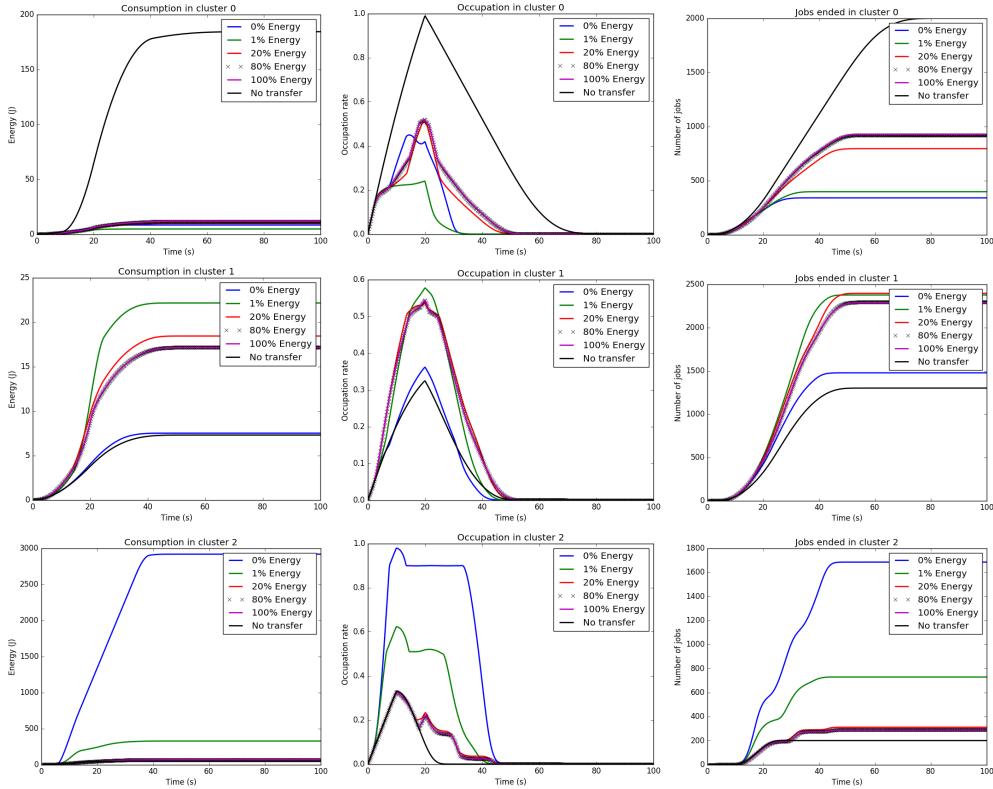 Consumption in cluster 0
200
150
100
50
0
Energy (J)
0 20 40 60 80 100
Time (s)
0% Energy
1% Energy
20% Energy
80% Energy
100% Energy
No transfer
Occupation in cluster 0
1.0
0.8
0.6
0.4
0.2
0.0
Occupation rate
0 20 40 60 80 100
Time (s)
0% Energy
1% Energy
20% Energy
80% Energy
100% Energy
No transfer
Jobs ended in cluster 0
2000
1500
1000
500
0
Number of jobs
0 20 40 60 80 100
Time (s)
0% Energy
1% Energy
20% Energy
80% Energy
100% Energy
No transfer
Consumption in cluster 1
25
20
15
10
5
0
Energy (J)
0 20 40 60 80 100
Time (s)
0% Energy
1% Energy
20% Energy
80% Energy
100% Energy
No transfer
Occupation in cluster 1
0.6
0.5
0.4
0.3
0.2
0.1
0.0
Occupation rate
0 20 40 60 80 100
Time (s)
0% Energy
1% Energy
20% Energy
80% Energy
100% Energy
No transfer
Jobs ended in cluster 1
2500
2000
1500
1000
500
0
Number of jobs
0 20 40 60 80 100
Time (s)
0% Energy
1% Energy
20% Energy
80% Energy
100% Energy
No transfer
Consumption in cluster 2
3000
2500
2000
1500
1000
500
0
Energy (J)
0 20 40 60 80 100
Time (s)
0% Energy
1% Energy
20% Energy
80% Energy
100% Energy
No transfer
Occupation in cluster 2
1.0
0.8
0.6
0.4
0.2
0.0
Occupation rate
0 20 40 60 80 100
Time (s)
0% Energy
1% Energy
20% Energy
80% Energy
100% Energy
No transfer
Jobs ended in cluster 2
1800
1600
1400
1200
1000
800
600
400
200
0
Number of jobs
0 20 40 60 80 100
Time (s)
0% Energy
1% Energy
20% Energy
80% Energy
100% Energy
No transfer